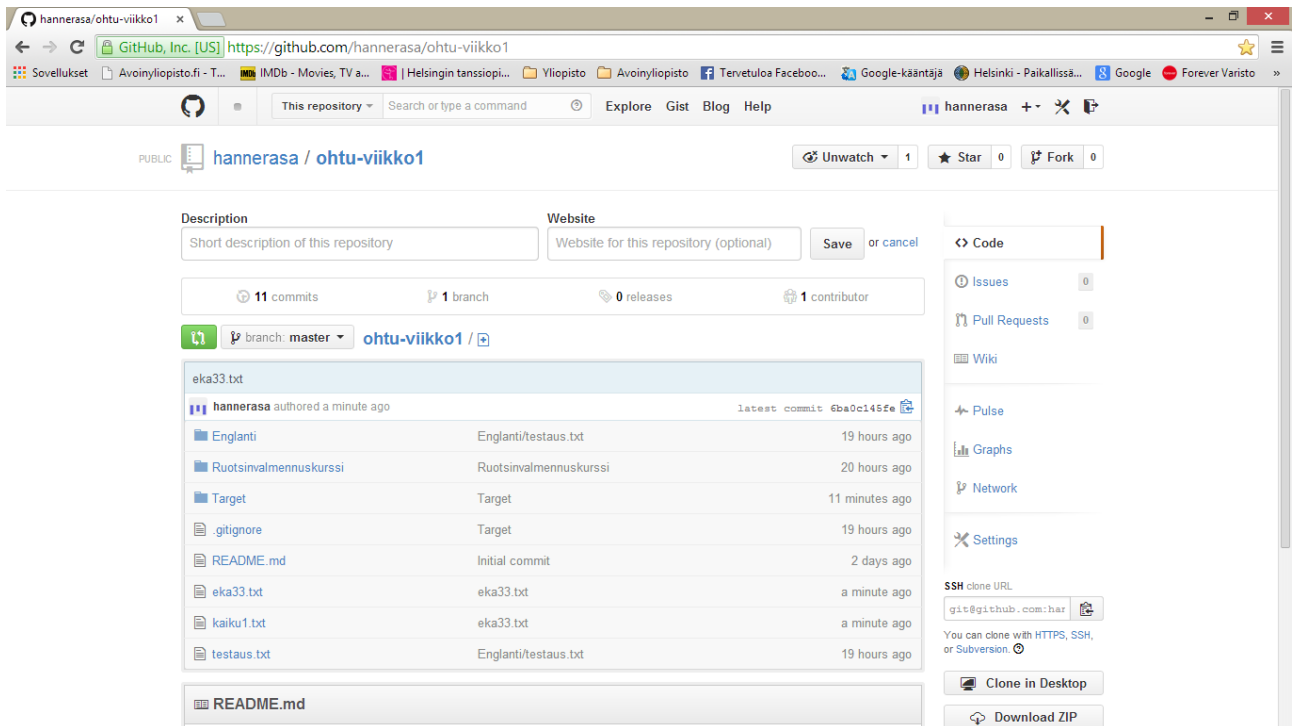 hannerasa/ohtu-viikko1
GitHub, Inc. [US] https://github.com/hannerasa/ohtu-viikko1
Sovellukset Avoinyliopisto.fi - T... IMDb - Movies, TV a... | Helsingin tanssiopi... Yliopisto Avoinyliopisto Tervetuloa Faceboo... Google-kääntäjä Helsinki - Paikallissä... Google Forever Varisto »
This repository Search or type a command Explore Gist Blog Help hannerasa
PUBLIC hannerasa / ohtu-viikko1 Unwatch 1 Star 0 Fork 0
Description Website
Short description of this repository Website for this repository (optional) Save or cancel
11 commits 1 branch 0 releases 1 contributor
branch: master ohtu-viikko1 /
eka33.txt
hannerasa authored a minute ago latest commit 6ba0c145fe
Englanti Englanti/testaus.txt 19 hours ago
Ruotsinvalmennuskurssi Ruotsinvalmennuskurssi 20 hours ago
Target Target 11 minutes ago
.gitignore Target 19 hours ago
README.md Initial commit 2 days ago
eka33.txt eka33.txt a minute ago
kaiku1.txt eka33.txt a minute ago
testaus.txt Englanti/testaus.txt 19 hours ago
README.md
Code
Issues 0
Pull Requests 0
Wiki
Pulse
Graphs
Network
Settings
SSH clone URL
git@github.com:har
You can clone with HTTPS, SSH,
or Subversion.
Clone in Desktop
Download ZIP